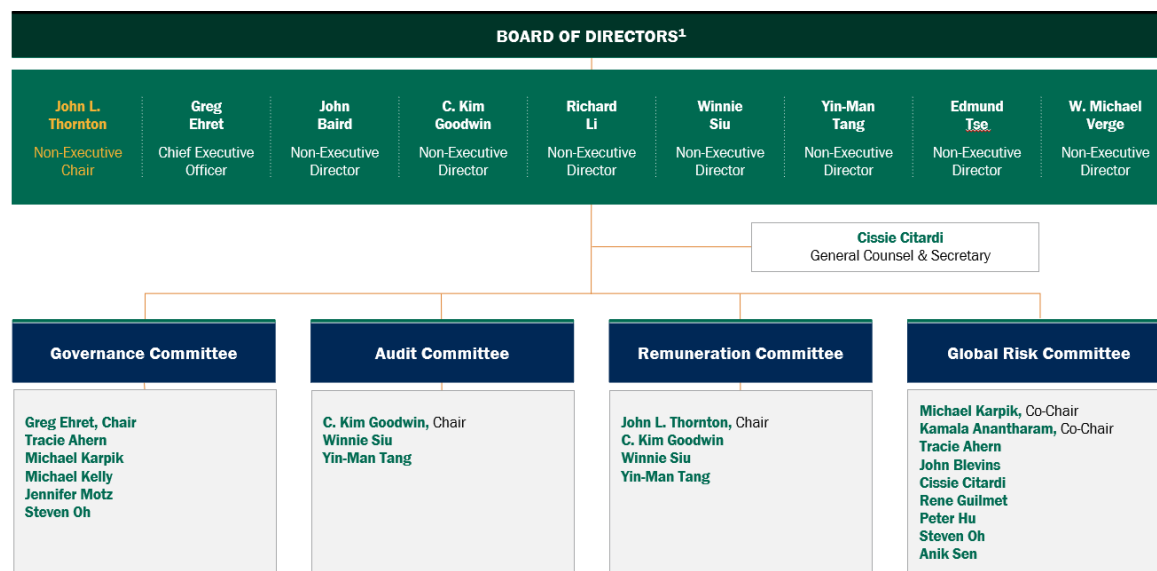 BOARD OF DIRECTORS¹
John L.
Thornton
Non-Executive
Chair
Greg
Ehret
Chief Executive
Officer
John
Baird
Non-Executive
Director
C. Kim
Goodwin
Non-Executive
Director
Richard
Li
Non-Executive
Director
Winnie
Siu
Non-Executive
Director
Yin-Man
Tang
Non-Executive
Director
Edmund
Tse
Non-Executive
Director
W. Michael
Verge
Non-Executive
Director
Cissie Citardi
General Counsel & Secretary
Governance Committee
Greg Ehret, Chair
Tracie Ahern
Michael Karpik
Michael Kelly
Jennifer Motz
Steven Oh
Audit Committee
C. Kim Goodwin, Chair
Winnie Siu
Yin-Man Tang
Remuneration Committee
John L. Thornton, Chair
C. Kim Goodwin
Winnie Siu
Yin-Man Tang
Global Risk Committee
Michael Karpik, Co-Chair
Kamala Anantharam, Co-Chair
Tracie Ahern
John Blevins
Cissie Citardi
Rene Guilmet
Peter Hu
Steven Oh
Anik Sen